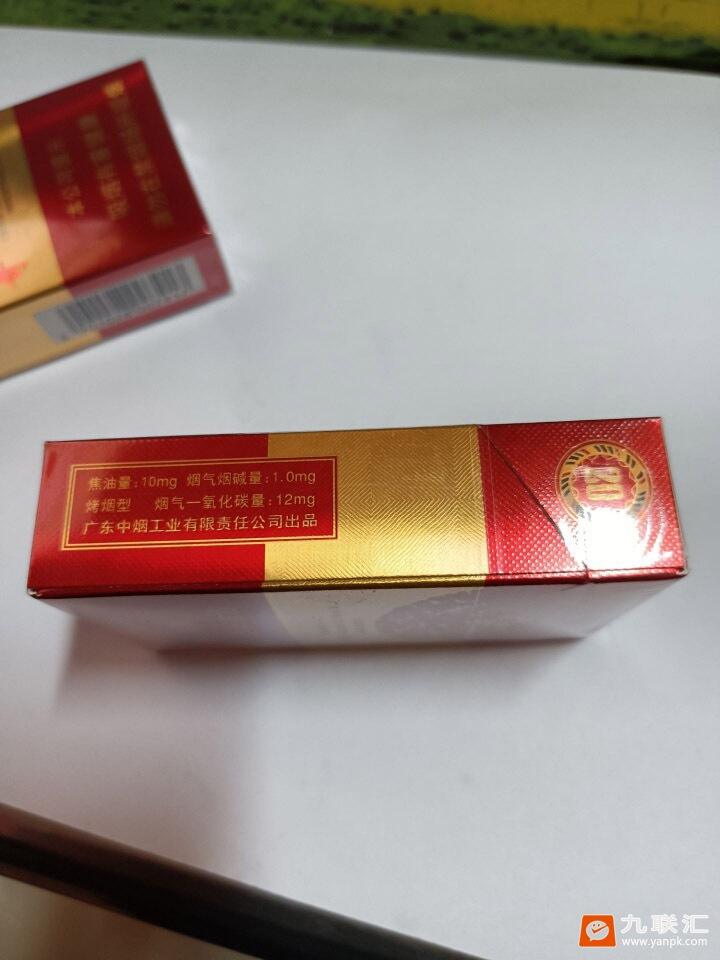 焦油量:10mg 烟气烟碱量:1.0mg
烤烟型 烟气一氧化碳量:12mg
广东中烟工业有限责任公司出品
20
九联汇
www.yanpk.com